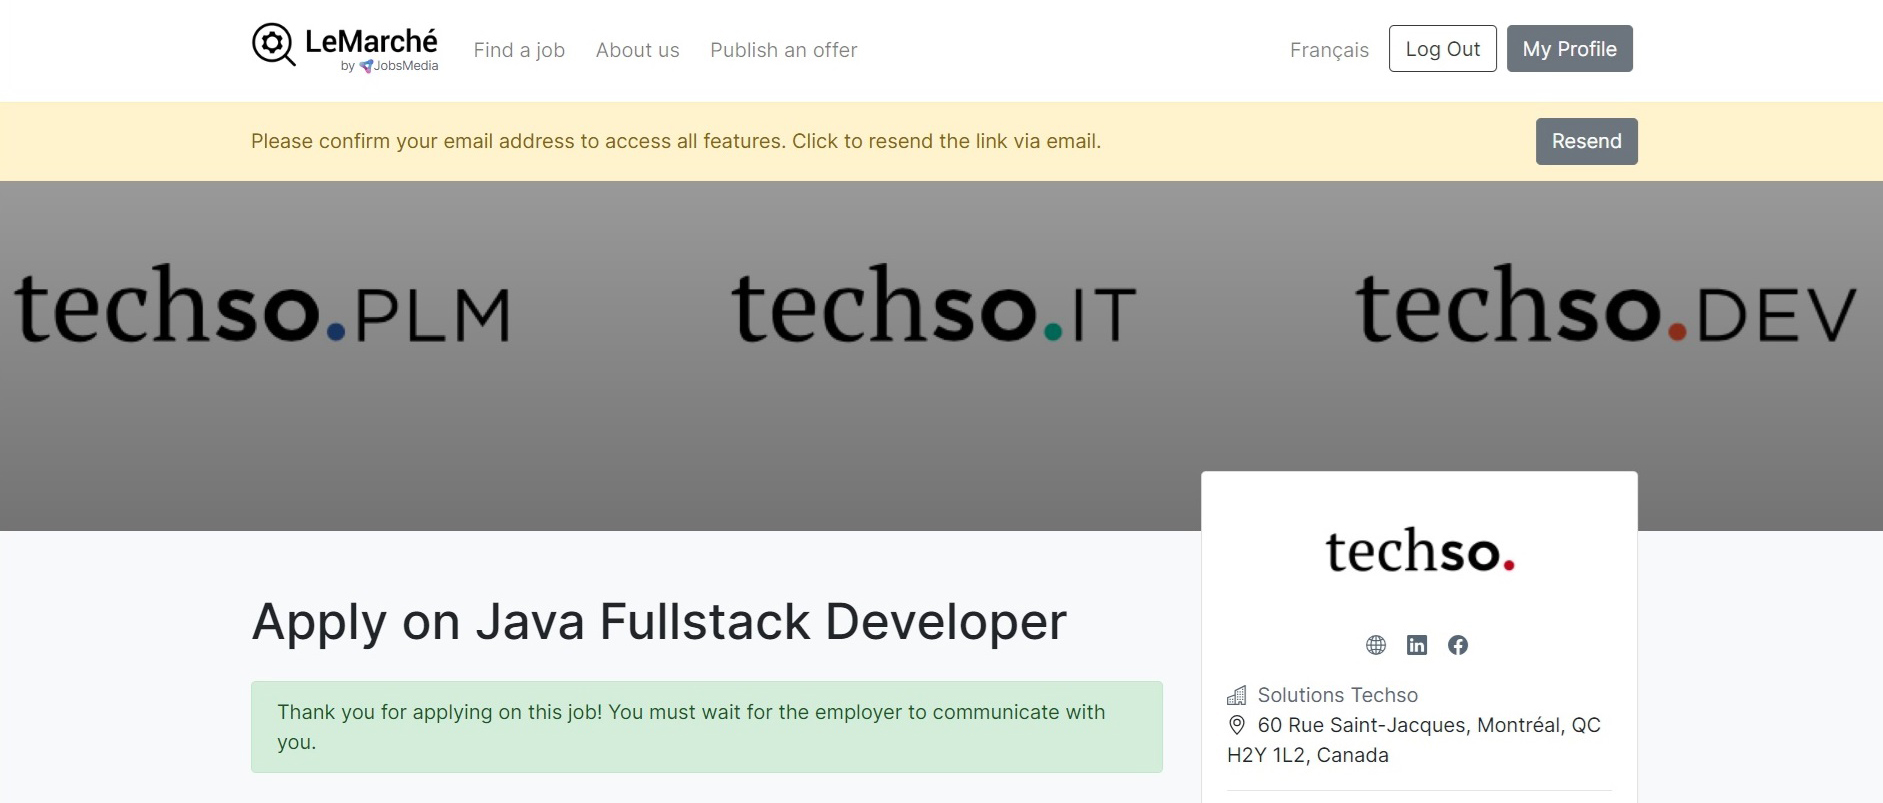 LeMarché
by JobsMedia
Find a job
About us
Publish an offer
Français
Log Out
My Profile
Please confirm your email address to access all features. Click to resend the link via email.
Resend
techso.PLM
techso.IT
techso.DEV
techso.
Apply on Java Fullstack Developer
Thank you for applying on this job! You must wait for the employer to communicate with
you.
Solutions Techso
60 Rue Saint-Jacques, Montréal, QC
H2Y 1L2, Canada